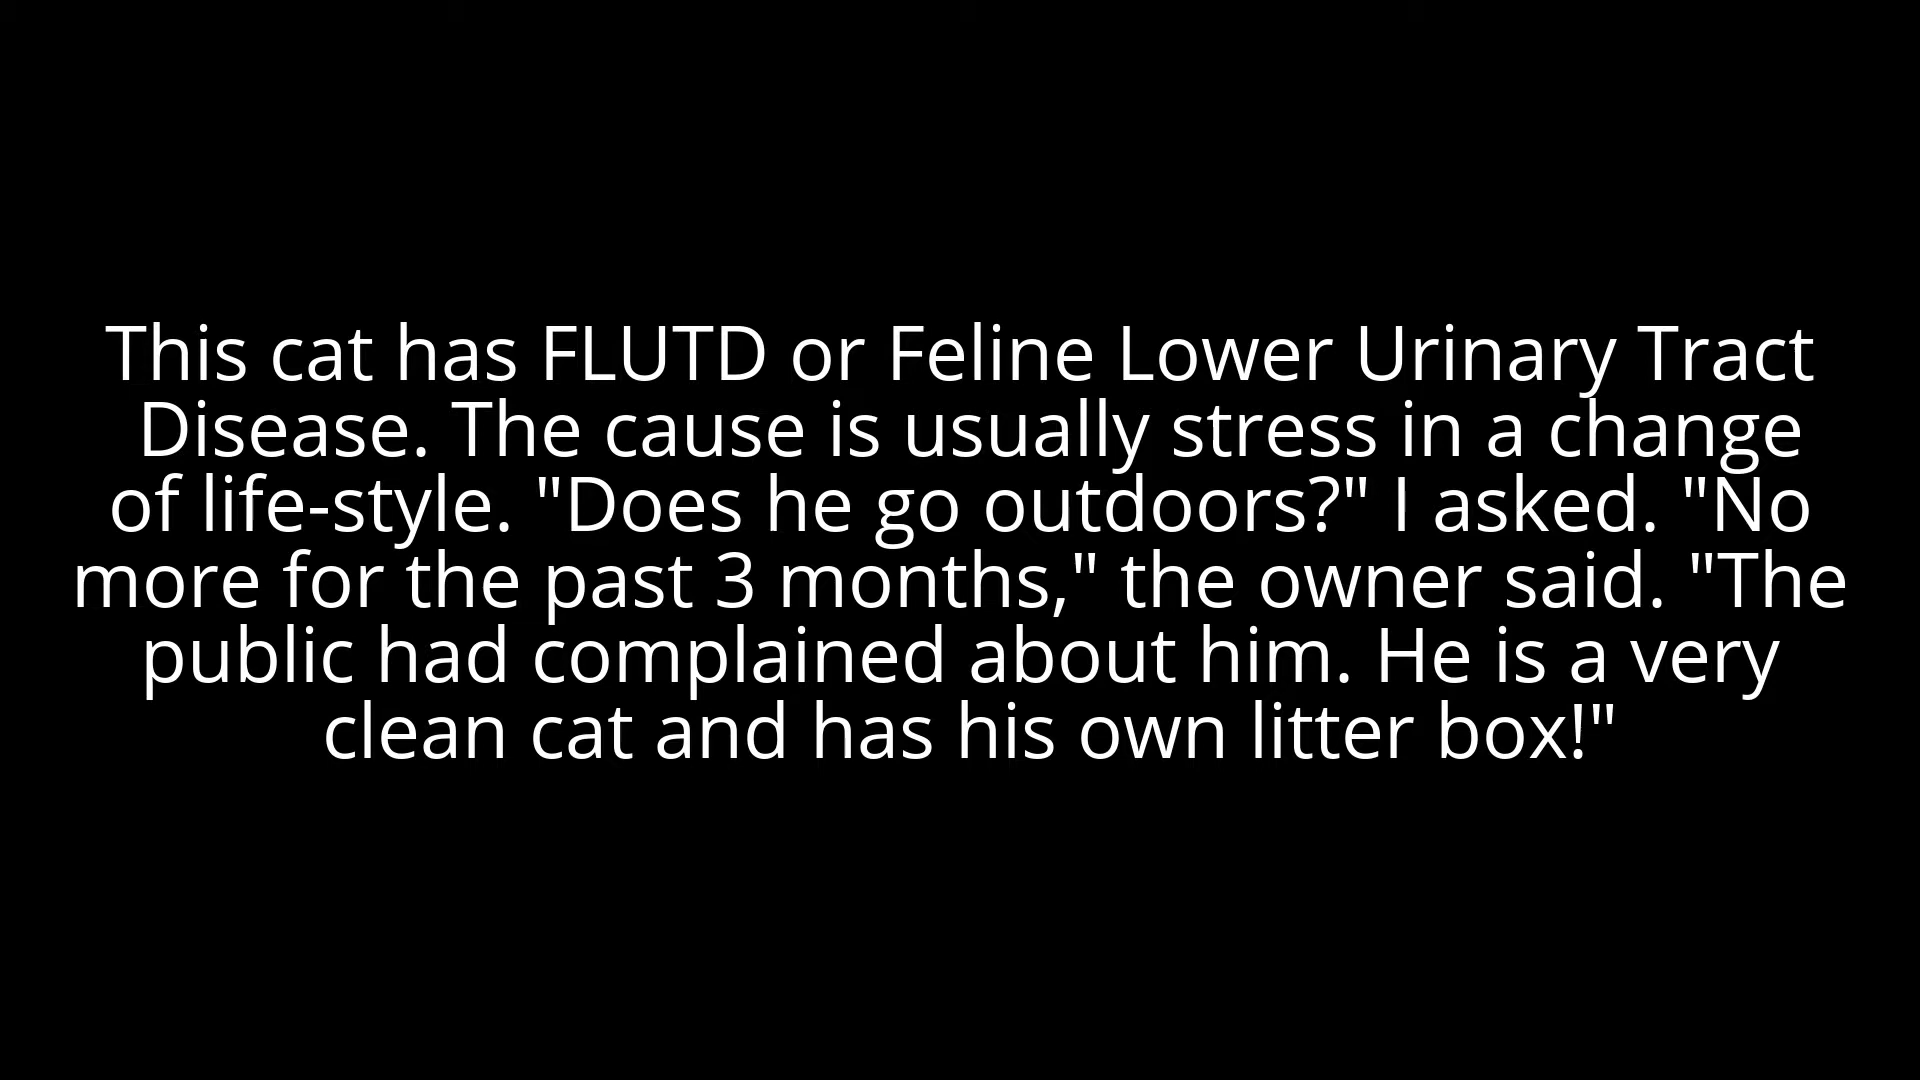 This cat has FLUTD or Feline Lower Urinary Tract
Disease. The cause is usually stress in a change
of life-style. "Does he go outdoors?" I asked. "No
more for the past 3 months," the owner said. "The
public had complained about him. He is a very
clean cat and has his own litter box!"